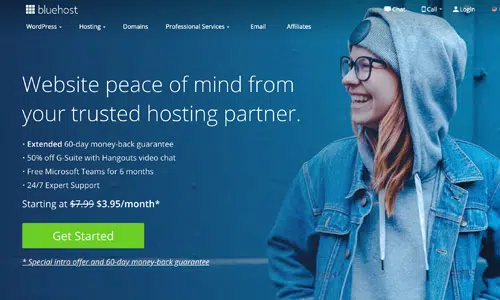 bluehost
Chat Call Login
WordPress Hosting Domains Professional Services Email Affiliates
Website peace of mind from
your trusted hosting partner.
• Extended 60-day money-back guarantee
• 50% off G-Suite with Hangouts video chat
• Free Microsoft Teams for 6 months
• 24/7 Expert Support
Starting at $7.99 $3.95/month*
Get Started
* Special intro offer and 60-day money-back guarantee